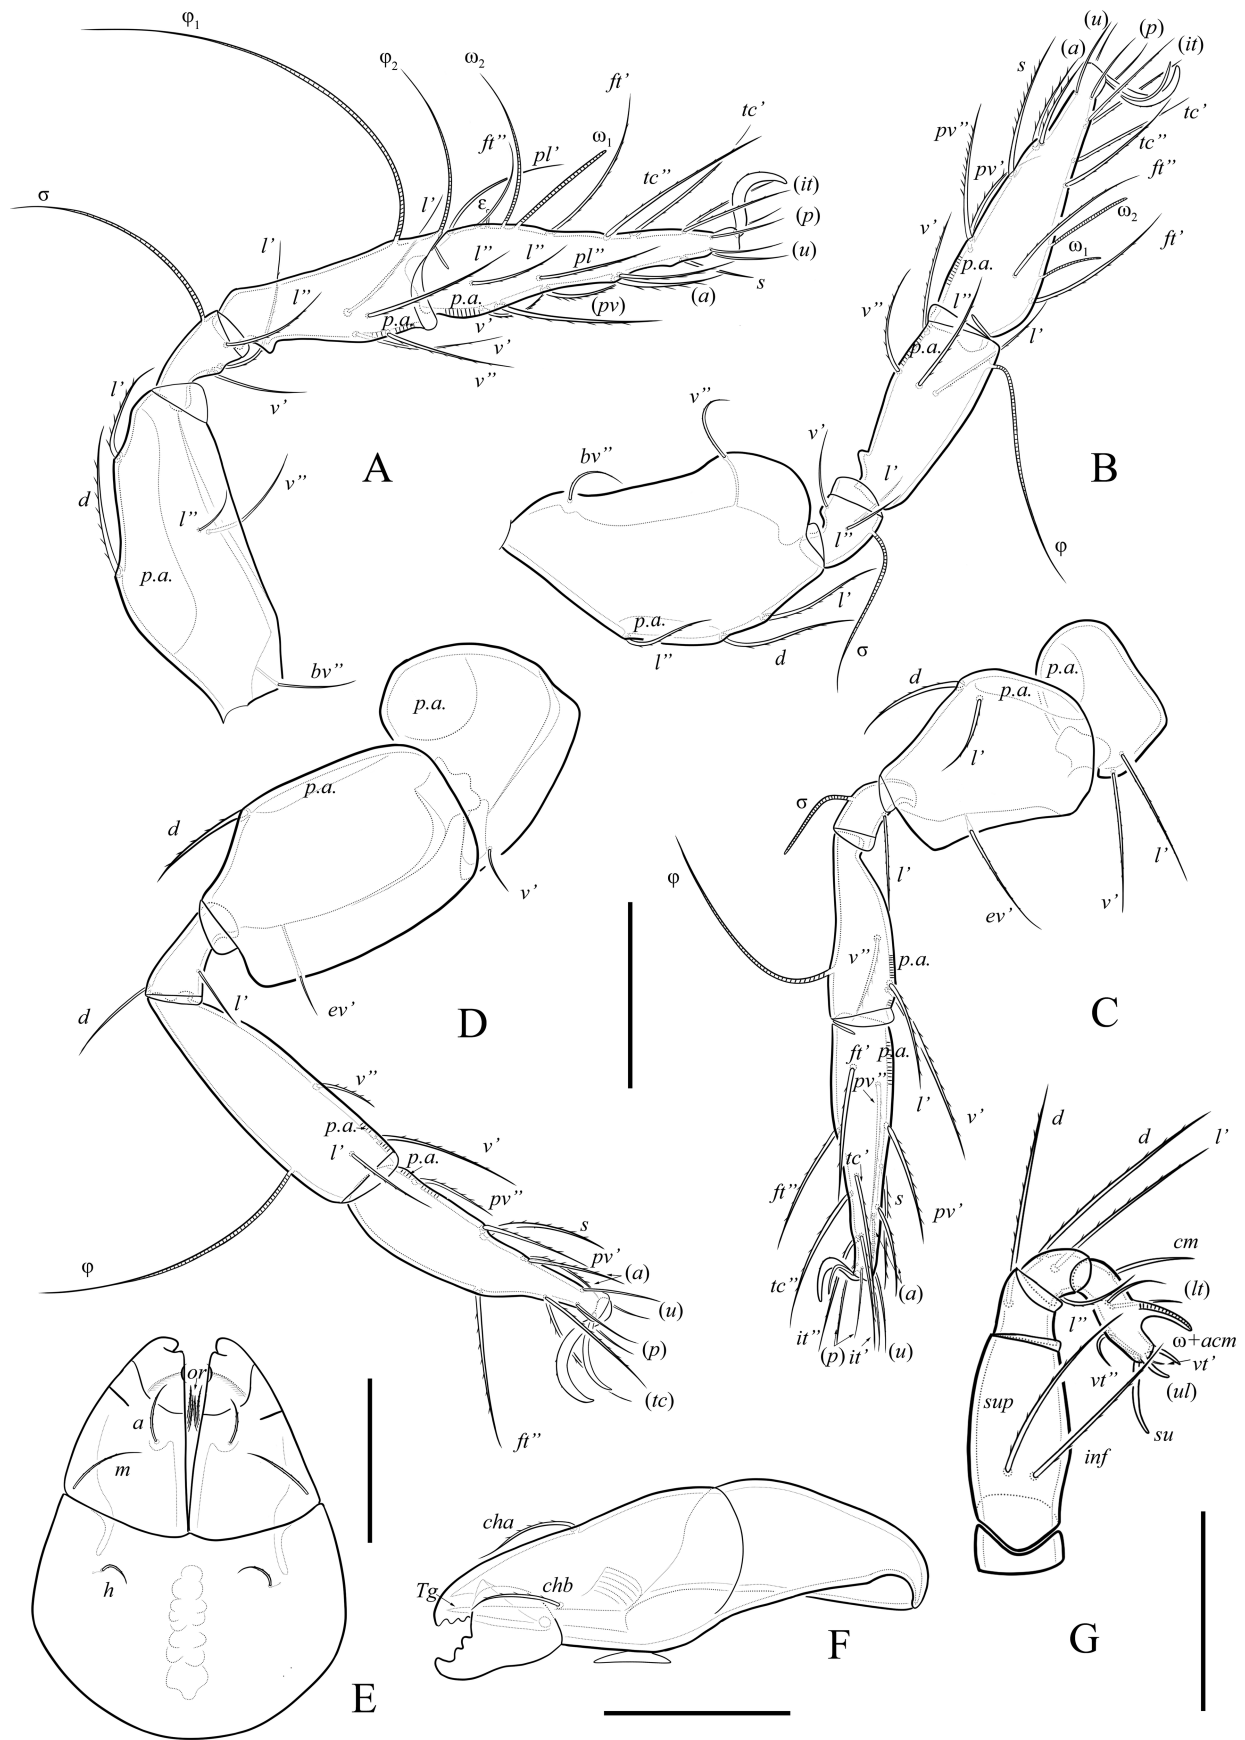 φ1
φ2
ω2
ft’
ft”
pl’
ω1
tc’
tc”
(it)
(p)
(u)
s
(a)
(pv)
pl”
l”
l”
ε
l’
σ
l’
l”
p.a.
p.a.
v’
v’
v”
v’
l’
d
v”
l”
p.a.
bv”
A
(u)
(p)
(a)
(it)
s
tc’
tc”
pv”
pv’
ft”
ω2
v’
ω1
ft’
p.a.
v”
l”
p.a.
l’
v”
v’
bv”
l’
l”
φ
p.a.
l’
l”
d
σ
B
p.a.
d
p.a.
l’
σ
l’
φ
l’
v’
ev’
v”
p.a.
C
ft’
p.a.
pv”
l’
v’
tc’
ft”
s
pv’
tc”
(a)
it”
(p)
it’
(u)
p.a.
p.a.
d
v’
ev’
l’
d
D
v”
p.a.
v’
l’
p.a.
pv”
s
pv’
(a)
(u)
φ
(p)
(tc)
ft”
(or)
a
m
h
E
cha
Tg
chb
F
d
d
l’
cm
(lt)
l”
ω+acm
vt’
vt”
(ul)
sup
su
inf
G